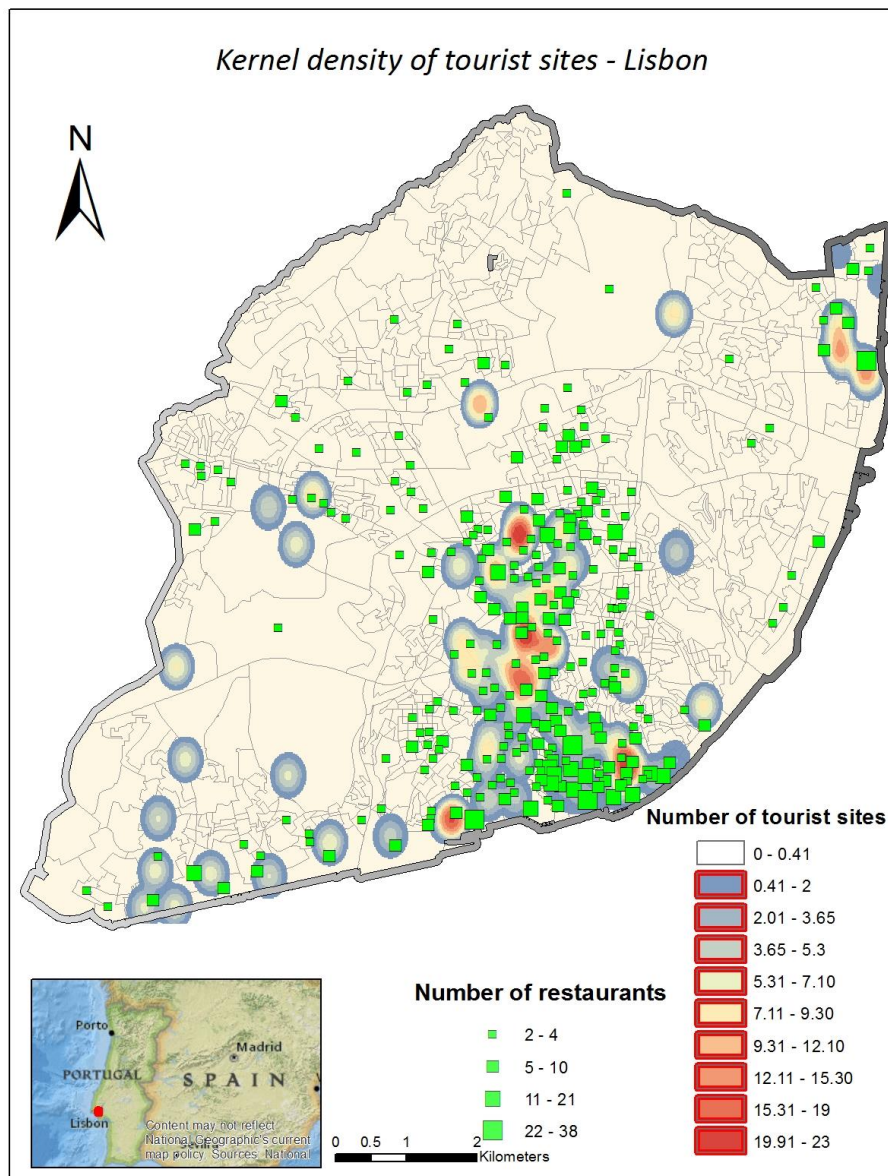 Kernel density of tourist sites - Lisbon
N
Number of tourist sites
0 - 0.41
0.41 - 2
2.01 - 3.65
3.65 - 5.3
5.31 - 7.10
7.11 - 9.30
9.31 - 12.10
12.11 - 15.30
15.31 - 19
19.91 - 23
Number of restaurants
2 - 4
5 - 10
11 - 21
22 - 38
Porto
Madrid
PORTUGAL
SPAIN
Lisbon
Content may not reflect
National Geographic's current
map policy. Sources: National
0 0.5 1 2
Kilometers